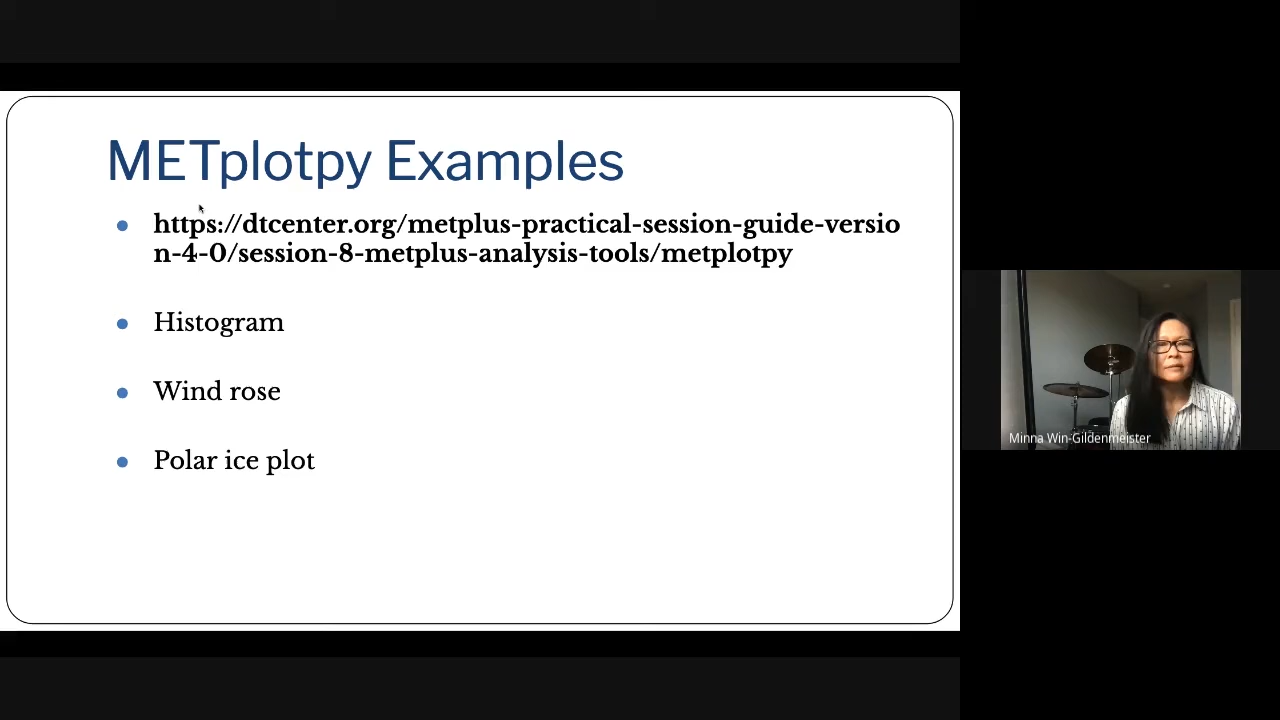 METplotpy Examples
https://dtcenter.org/metplus-practical-session-guide-versio
n-4-0/session-8-metplus-analysis-tools/metplotpy
Histogram
Wind rose
Polar ice plot
Minna Win-Gildenmeister